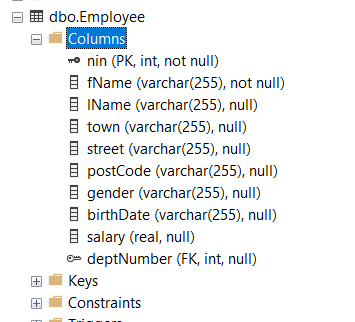 dbo.Employee
Columns
nin (PK, int, not null)
fName (varchar(255), not null)
lName (varchar(255), null)
town (varchar(255), null)
street (varchar(255), null)
postCode (varchar(255), null)
gender (varchar(255), null)
birthDate (varchar(255), null)
salary (real, null)
deptNumber (FK, int, null)
Keys
Constraints
Triggers